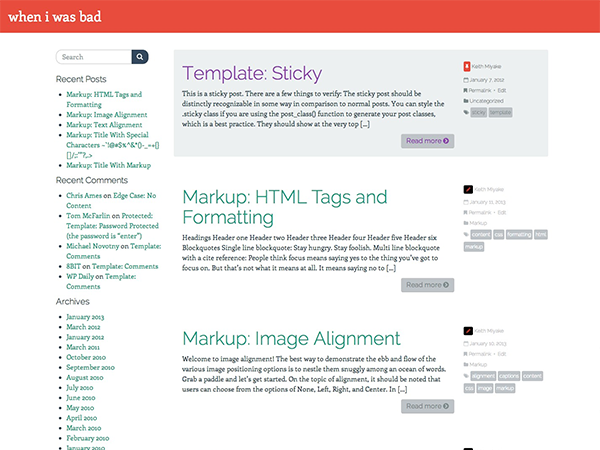 when i was bad
Search
Recent Posts
Markup: HTML Tags and
Formatting
Markup: Image Alignment
Markup: Text Alignment
Markup: Title With Special
Markup: Title With Markup
Recent Comments
Chris Ames on Edge Case: No
Content
Tom McFarlin on Protected:
Template: Password Protected
(the password is "enter")
Michael Novotny on Template:
Comments
8BIT on Template: Comments
WP Daily on Template:
Comments
Archives
January 2013
March 2012
January 2012
March 2011
October 2010
September 2010
August 2010
July 2010
June 2010
May 2010
April 2010
March 2010
February 2010
January 2010
Template: Sticky
This is a sticky post. There are a few things to verify: The sticky post should be
distinctly recognizable in some way in comparison to normal posts. You can style the
.sticky class if you are using the post_class() function to generate your post classes,
which is a best practice. They should show at the very top [...]
Read more
Keith Miyake
January 7, 2012
Permalink ~ Edit
Uncategorized
sticky template
Markup: HTML Tags and
Formatting
Headings Header one Header two Header three Header four Header five Header six
Blockquotes Single line blockquote: Stay hungry. Stay foolish. Multi line blockquote
with a cite reference: People think focus means saying yes to the thing you've got to
focus on. But that's not what it means at all. It means saying no to [...]
Read more
Keith Miyake
January 11, 2013
Permalink ~ Edit
Markup
content css formatting html
markup
Markup: Image Alignment
Welcome to image alignment! The best way to demonstrate the ebb and flow of the
various image positioning options is to nestle them snuggly among an ocean of words.
Grab a paddle and let's get started. On the topic of alignment, it should be noted that
users can choose from the options of None, Left, Right, and Center. In [...]
Read more
Keith Miyake
January 10, 2013
Permalink ~ Edit
Markup
alignment captions content
css image markup